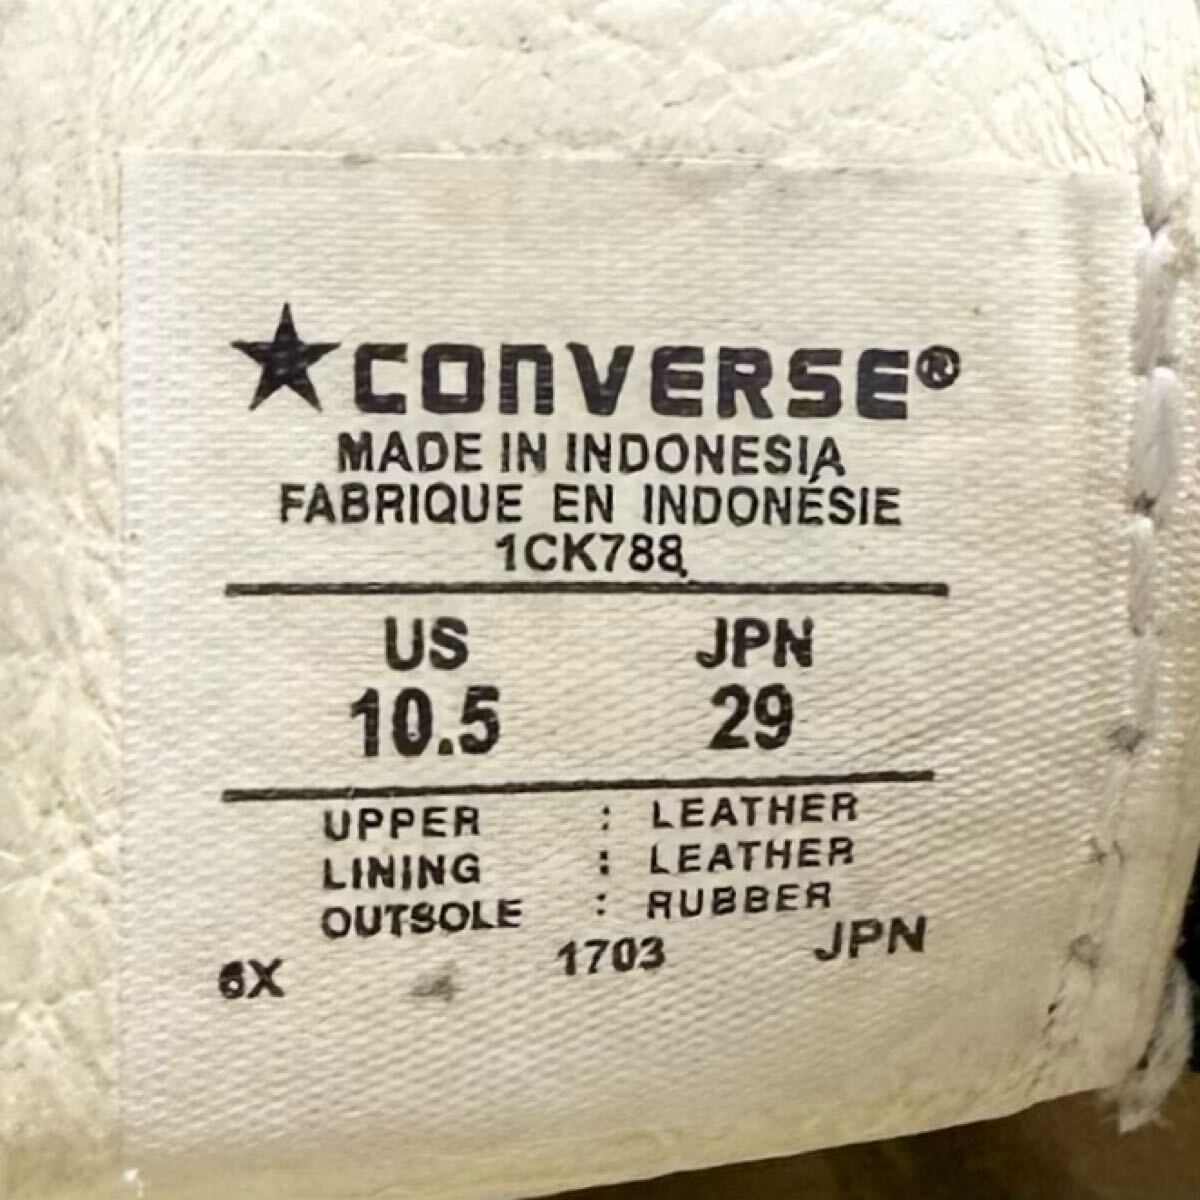 ★CONVERSE®
MADE IN INDONESIA
FABRIQUE EN INDONÉSIE
1CK788
US JPN
10.5 29
UPPER : LEATHER
LINING : LEATHER
OUTSOLE : RUBBER
6X 1703 JPN